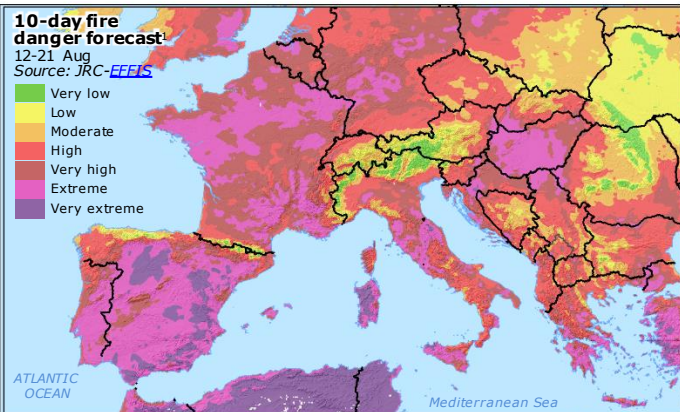 10-day fire
danger forecast¹
12-21 Aug
Source: JRC-EFFIS
Very low
Low
Moderate
High
Very high
Extreme
Very extreme
ATLANTIC
OCEAN
Mediterranean Sea